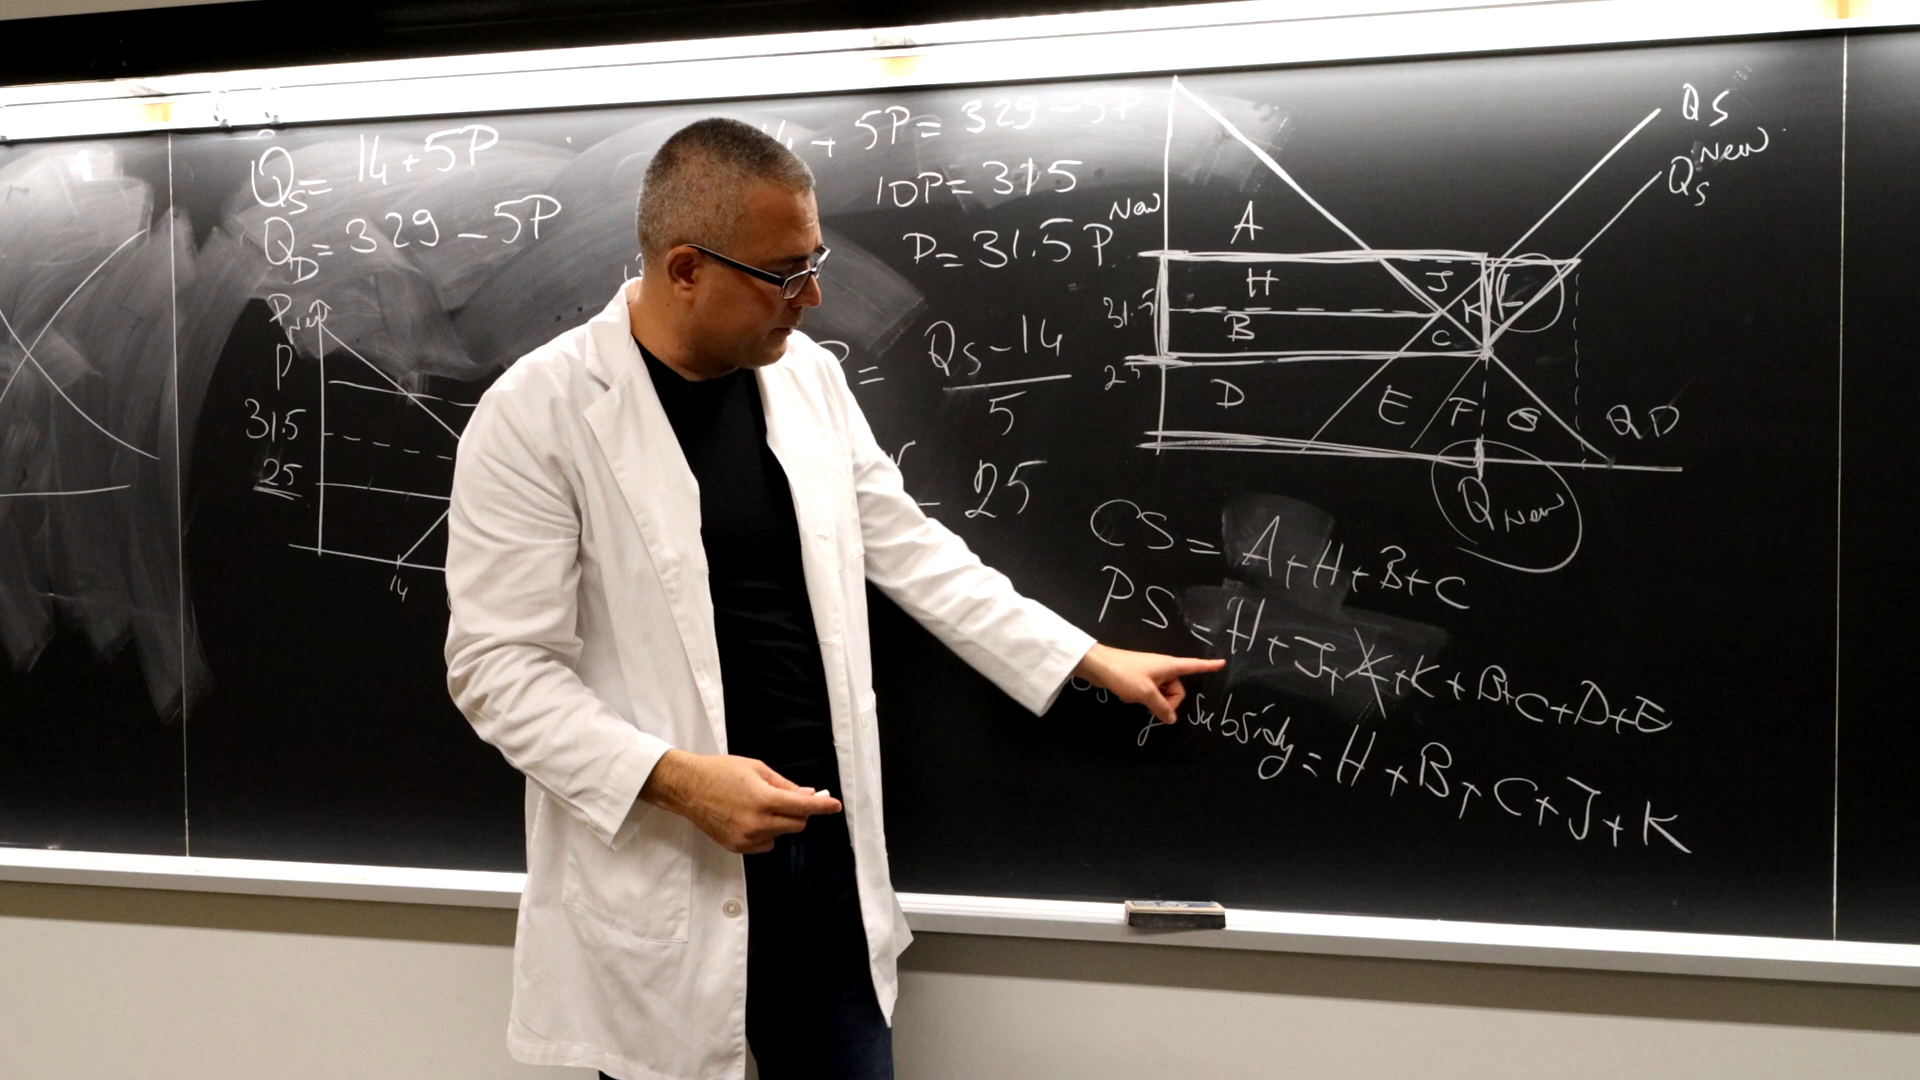 Qs = 14 + 5P
QD = 329 - 5P
P New
P
31.5
25
14
+ 5P = 329 - 5P
10P = 315
P = 31.5
= Qs - 14
5
= 25
P New
31.5
25
A
H
J
B
K
L
C
D
E
F
G
Qs
Qs New
QD
Q New
CS = A + H + B + C
PS = H + J + + K + B + C + D + E
subsidy = H + B + C + J + K